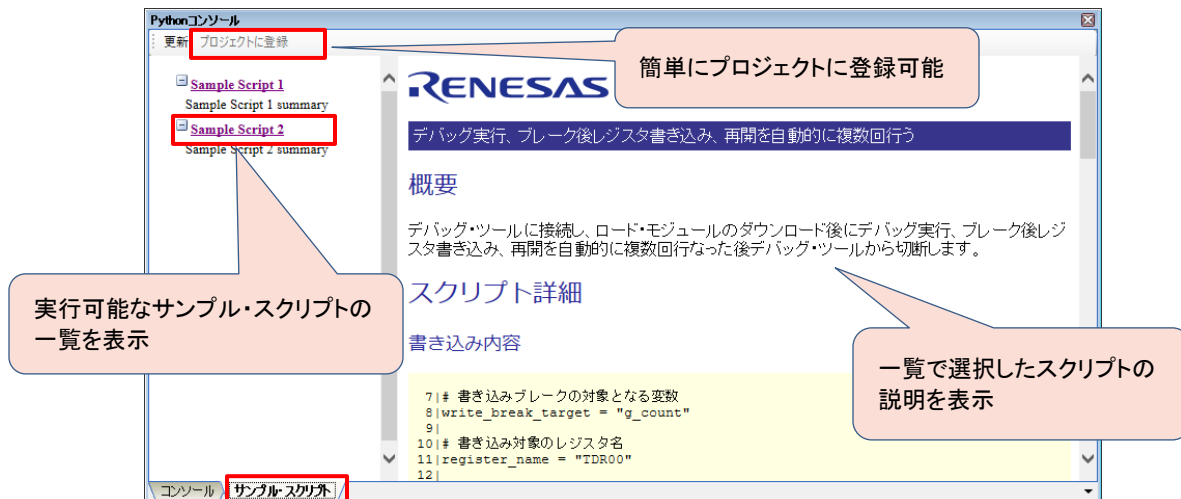 Pythonコンソール
更新 プロジェクトに登録
簡単にプロジェクトに登録可能
Sample Script 1
Sample Script 1 summary
Sample Script 2
Sample Script 2 summary
RENESAS
デバッグ実行、ブレーク後レジスタ書き込み、再開を自動的に複数回行う
概要
デバッグ・ツールに接続し、ロード・モジュールのダウンロード後にデバッグ実行、ブレーク後レジ
スタ書き込み、再開を自動的に複数回行なった後デバッグ・ツールから切断します。
スクリプト詳細
書き込み内容
実行可能なサンプル・スクリプトの
一覧を表示
一覧で選択したスクリプトの
説明を表示
7|# 書き込みブレークの対象となる変数
8|write_break_target = "g_count"
9|
10|# 書き込み対象のレジスタ名
11|register_name = "TDR00"
12|
コンソール サンプル・スクリプト